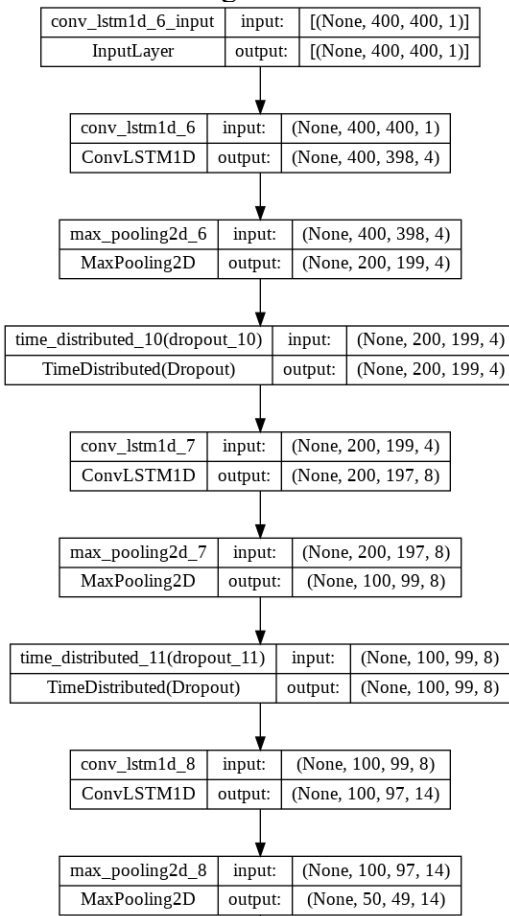 conv_lstm1d_6_input input: [(None, 400, 400, 1)]
InputLayer output: [(None, 400, 400, 1)]
conv_lstm1d_6 input: (None, 400, 400, 1)
ConvLSTM1D output: (None, 400, 398, 4)
max_pooling2d_6 input: (None, 400, 398, 4)
MaxPooling2D output: (None, 200, 199, 4)
time_distributed_10(dropout_10) input: (None, 200, 199, 4)
TimeDistributed(Dropout) output: (None, 200, 199, 4)
conv_lstm1d_7 input: (None, 200, 199, 4)
ConvLSTM1D output: (None, 200, 197, 8)
max_pooling2d_7 input: (None, 200, 197, 8)
MaxPooling2D output: (None, 100, 99, 8)
time_distributed_11(dropout_11) input: (None, 100, 99, 8)
TimeDistributed(Dropout) output: (None, 100, 99, 8)
conv_lstm1d_8 input: (None, 100, 99, 8)
ConvLSTM1D output: (None, 100, 97, 14)
max_pooling2d_8 input: (None, 100, 97, 14)
MaxPooling2D output: (None, 50, 49, 14)